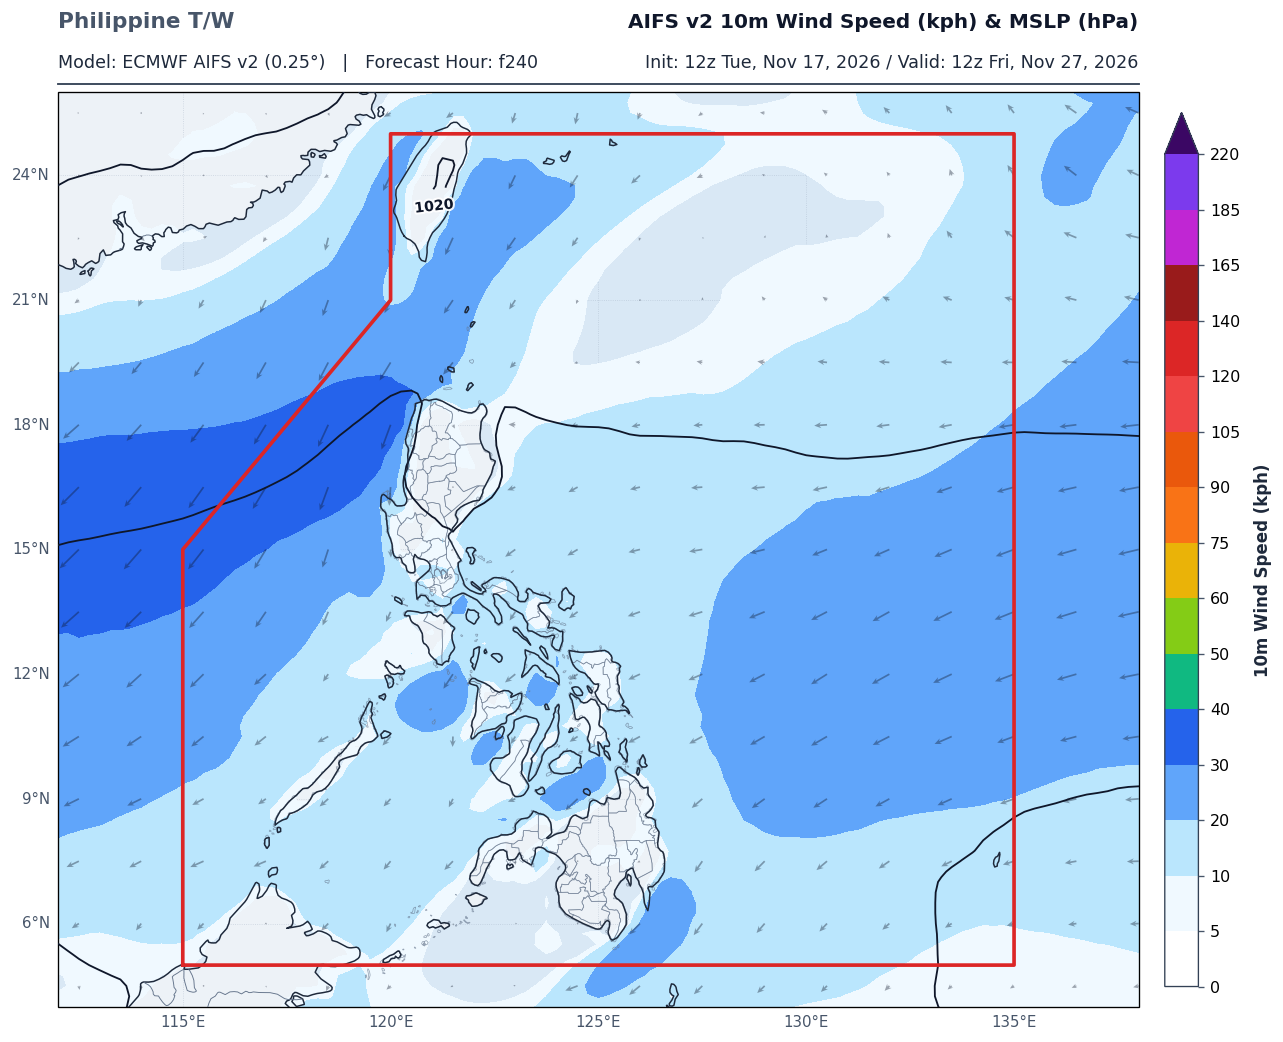 Philippine T/W
AIFS v2 10m Wind Speed (kph) & MSLP (hPa)
Model: ECMWF AIFS v2 (0.25°) | Forecast Hour: f240
Init: 12z Tue, Nov 17, 2026 / Valid: 12z Fri, Nov 27, 2026
24°N
21°N
18°N
15°N
12°N
9°N
6°N
1020
115°E
120°E
125°E
130°E
135°E
220
185
165
140
120
105
90
75
60
50
40
30
20
10
5
0
10m Wind Speed (kph)